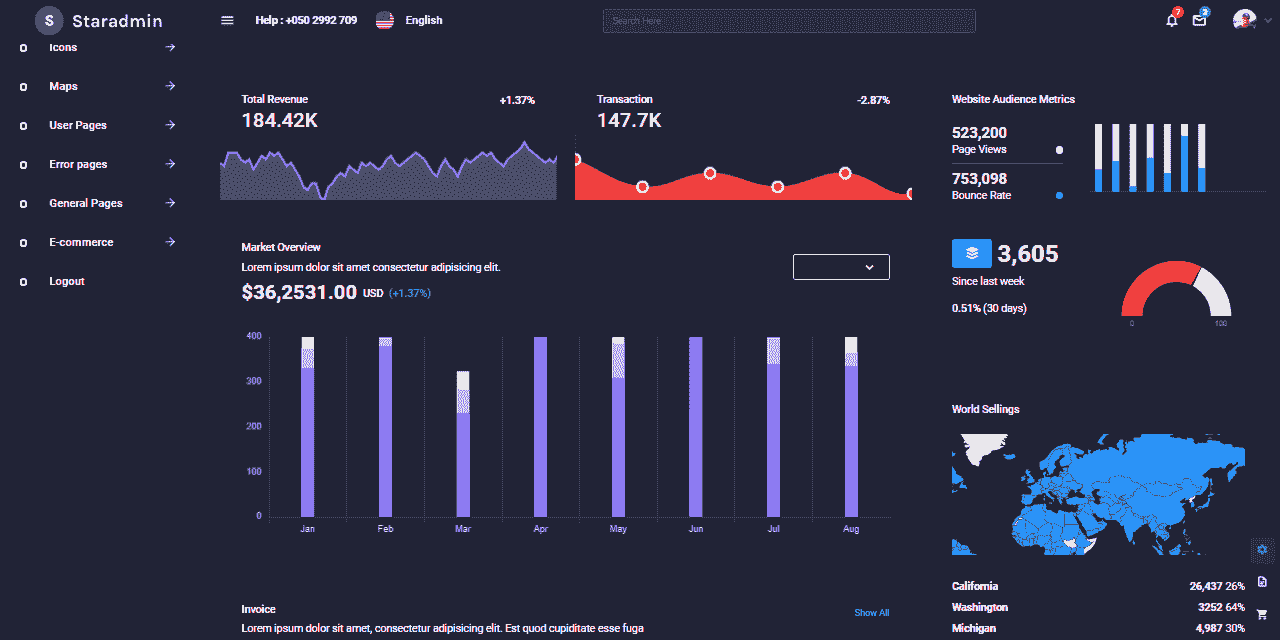 S Staradmin
Help : +050 2992 709
English
Search Here
7
3
Icons
Maps
User Pages
Error pages
General Pages
E-commerce
Logout
Total Revenue
+1.37%
184.42K
Transaction
-2.87%
147.7K
Website Audience Metrics
523,200
Page Views
753,098
Bounce Rate
Market Overview
Lorem ipsum dolor sit amet consectetur adipisicing elit.
$36,2531.00 USD (+1.37%)
400
300
200
100
0
Jan Feb Mar Apr May Jun Jul Aug
3,605
Since last week
0.51% (30 days)
0 100
World Sellings
California 26,437 26%
Washington 3252 64%
Michigan 4,987 30%
Invoice
Show All
Lorem ipsum dolor sit amet, consectetur adipisicing elit. Est quod cupiditate esse fuga